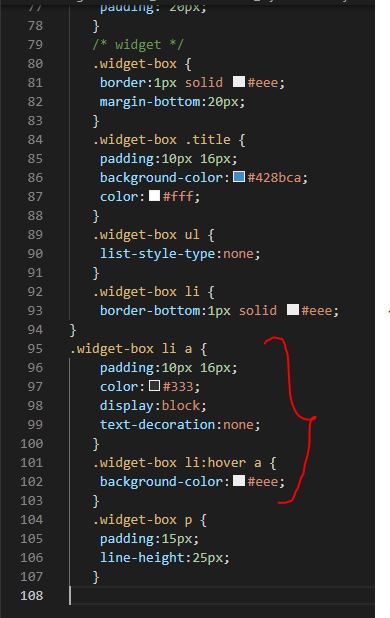 77 padding: 20px;
78 }
79 /* widget */
80 .widget-box {
81 border:1px solid #eee;
82 margin-bottom:20px;
83 }
84 .widget-box .title {
85 padding:10px 16px;
86 background-color:#428bca;
87 color:#fff;
88 }
89 .widget-box ul {
90 list-style-type:none;
91 }
92 .widget-box li {
93 border-bottom:1px solid #eee;
94 }
95 .widget-box li a {
96 padding:10px 16px;
97 color:#333;
98 display:block;
99 text-decoration:none;
100 }
101 .widget-box li:hover a {
102 background-color:#eee;
103 }
104 .widget-box p {
105 padding:15px;
106 line-height:25px;
107 }
108